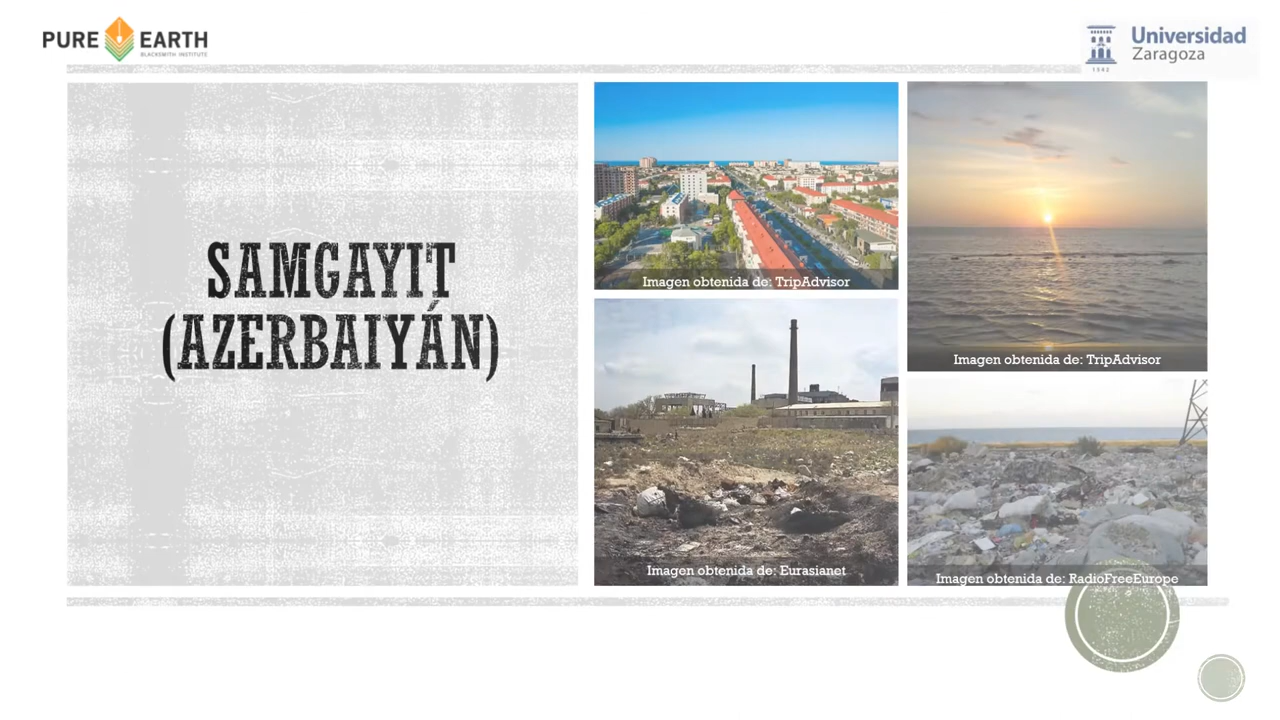 PURE EARTH
BLACKSMITH INSTITUTE
Universidad
Zaragoza
1542
SAMGAYIT
(AZERBAIYÁN)
Imagen obtenida de: TripAdvisor
Imagen obtenida de: TripAdvisor
Imagen obtenida de: Eurasianet
Imagen obtenida de: RadioFreeEurope